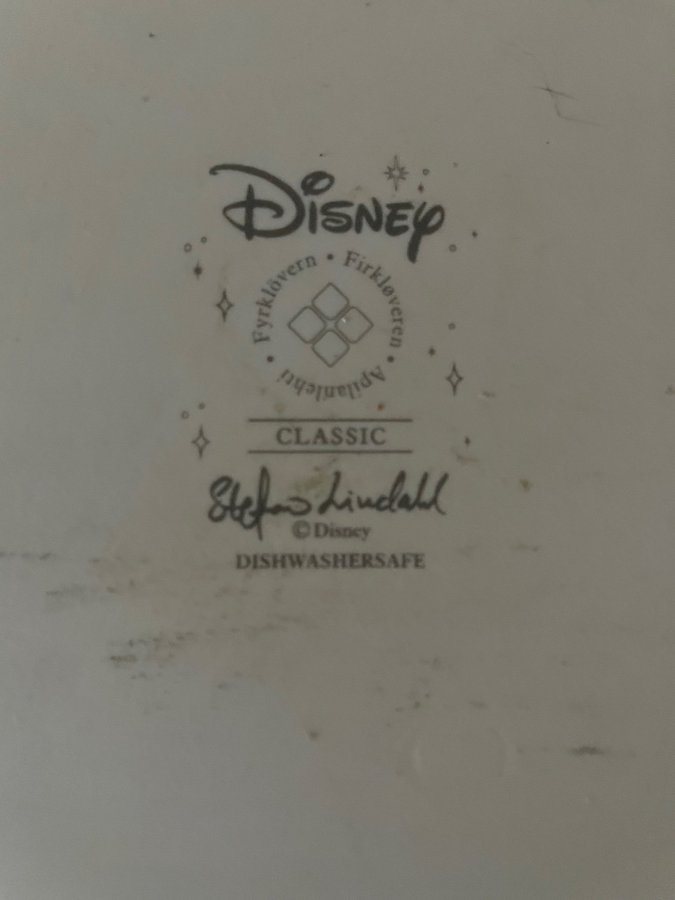 Disney
Fyrklövern • Firkløveren • Apilanlehti •
CLASSIC
Stefan Lindahl
© Disney
DISHWASHERSAFE